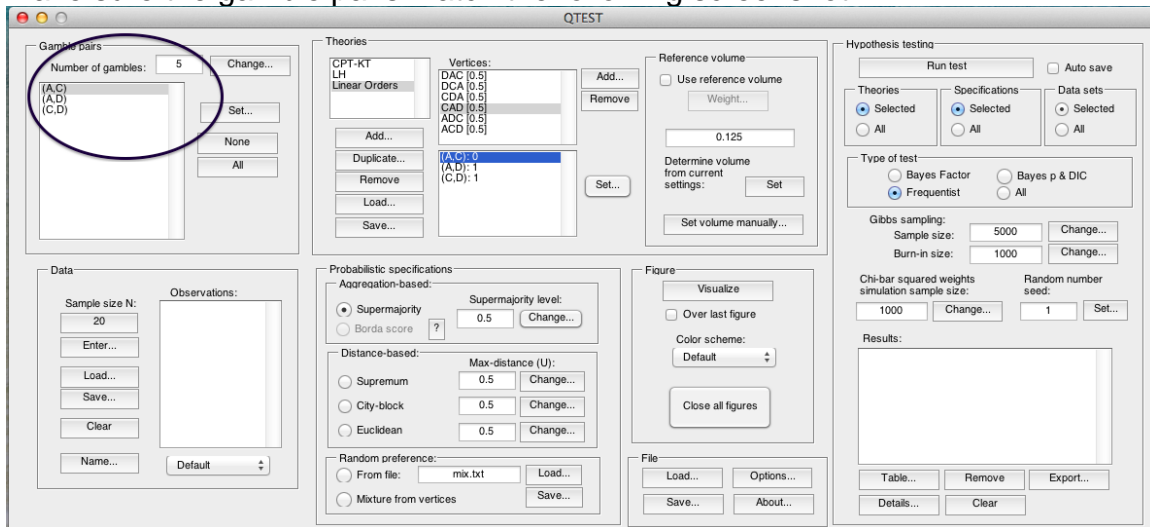 QTEST
Gamble pairs
Number of gambles: 5 Change...
(A,C)
(A,D)
(C,D)
Set...
None
All
Theories
CPT-KT
LH
Linear Orders
Add...
Duplicate...
Remove
Load...
Save...
Vertices:
DAC [0.5]
DCA [0.5]
CDA [0.5]
CAD [0.5]
ADC [0.5]
ACD [0.5]
Add...
Remove
(A,C): 0
(A,D): 1
(C,D): 1
Set...
Reference volume
Use reference volume
Weight...
0.125
Determine volume
from current
settings: Set
Set volume manually...
Hypothesis testing
Run test Auto save
Theories
Selected
All
Specifications
Selected
All
Data sets
Selected
All
Type of test
Bayes Factor Bayes p & DIC
Frequentist All
Gibbs sampling:
Sample size: 5000 Change...
Burn-in size: 1000 Change...
Chi-bar squared weights
simulation sample size:
1000 Change...
Random number
seed:
1 Set...
Results:
Table... Remove Export...
Details... Clear
Data
Sample size N:
20
Enter...
Load...
Save...
Clear
Name...
Observations:
Default
Probabilistic specifications
Aggregation-based:
Supermajority
Borda score ?
Supermajority level:
0.5 Change...
Distance-based:
Max-distance (U):
Supremum 0.5 Change...
City-block 0.5 Change...
Euclidean 0.5 Change...
Random preference:
From file: mix.txt Load...
Mixture from vertices Save...
Figure
Visualize
Over last figure
Color scheme:
Default
Close all figures
File
Load... Options...
Save... About...